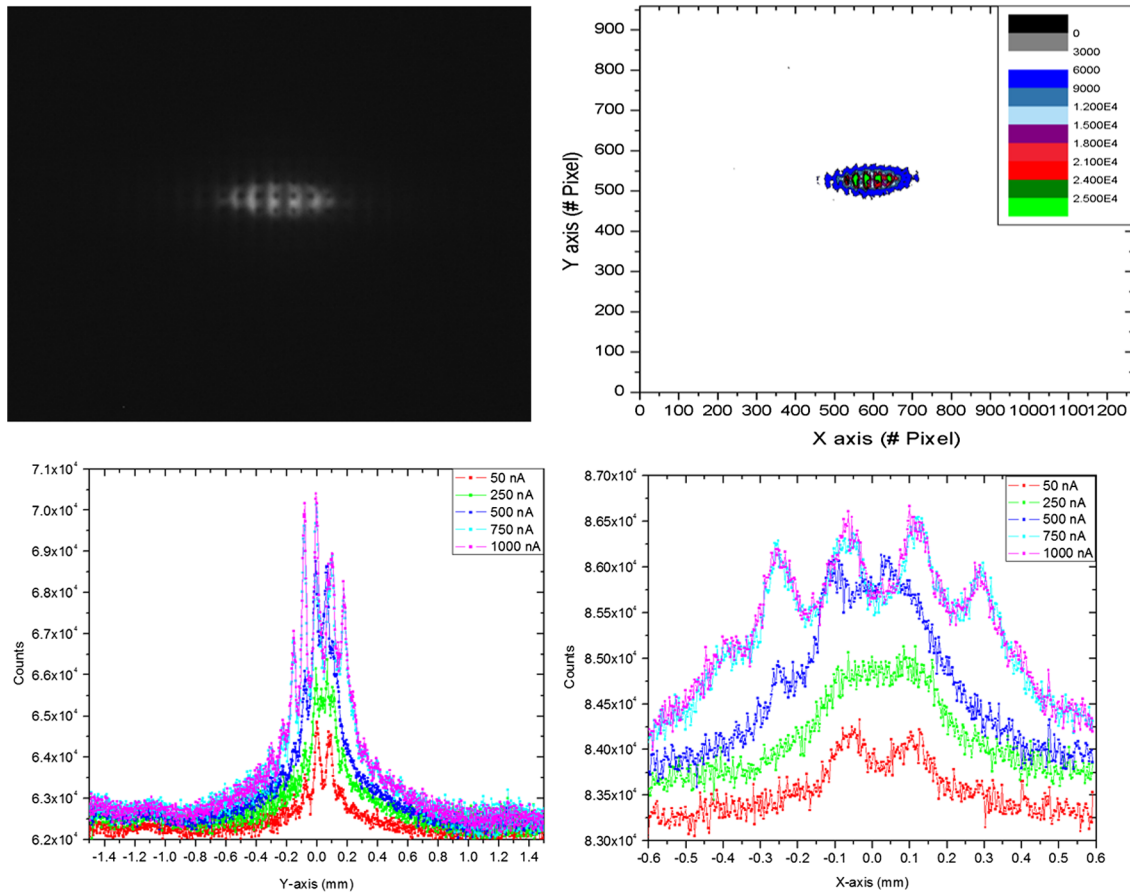 900
800
700
600
500
400
300
200
100
0
Y axis (# Pixel)
0 100 200 300 400 500 600 700 800 900 1000 1100 1200
X axis (# Pixel)
0
3000
6000
9000
1.200E4
1.500E4
1.800E4
2.100E4
2.400E4
2.500E4
7.1x10⁴
7.0x10⁴
6.9x10⁴
6.8x10⁴
6.7x10⁴
6.6x10⁴
6.5x10⁴
6.4x10⁴
6.3x10⁴
6.2x10⁴
Counts
-1.4 -1.2 -1.0 -0.8 -0.6 -0.4 -0.2 0.0 0.2 0.4 0.6 0.8 1.0 1.2 1.4
Y-axis (mm)
50 nA
250 nA
500 nA
750 nA
1000 nA
8.70x10⁴
8.65x10⁴
8.60x10⁴
8.55x10⁴
8.50x10⁴
8.45x10⁴
8.40x10⁴
8.35x10⁴
8.30x10⁴
Counts
-0.6 -0.5 -0.4 -0.3 -0.2 -0.1 0.0 0.1 0.2 0.3 0.4 0.5 0.6
X-axis (mm)
50 nA
250 nA
500 nA
750 nA
1000 nA